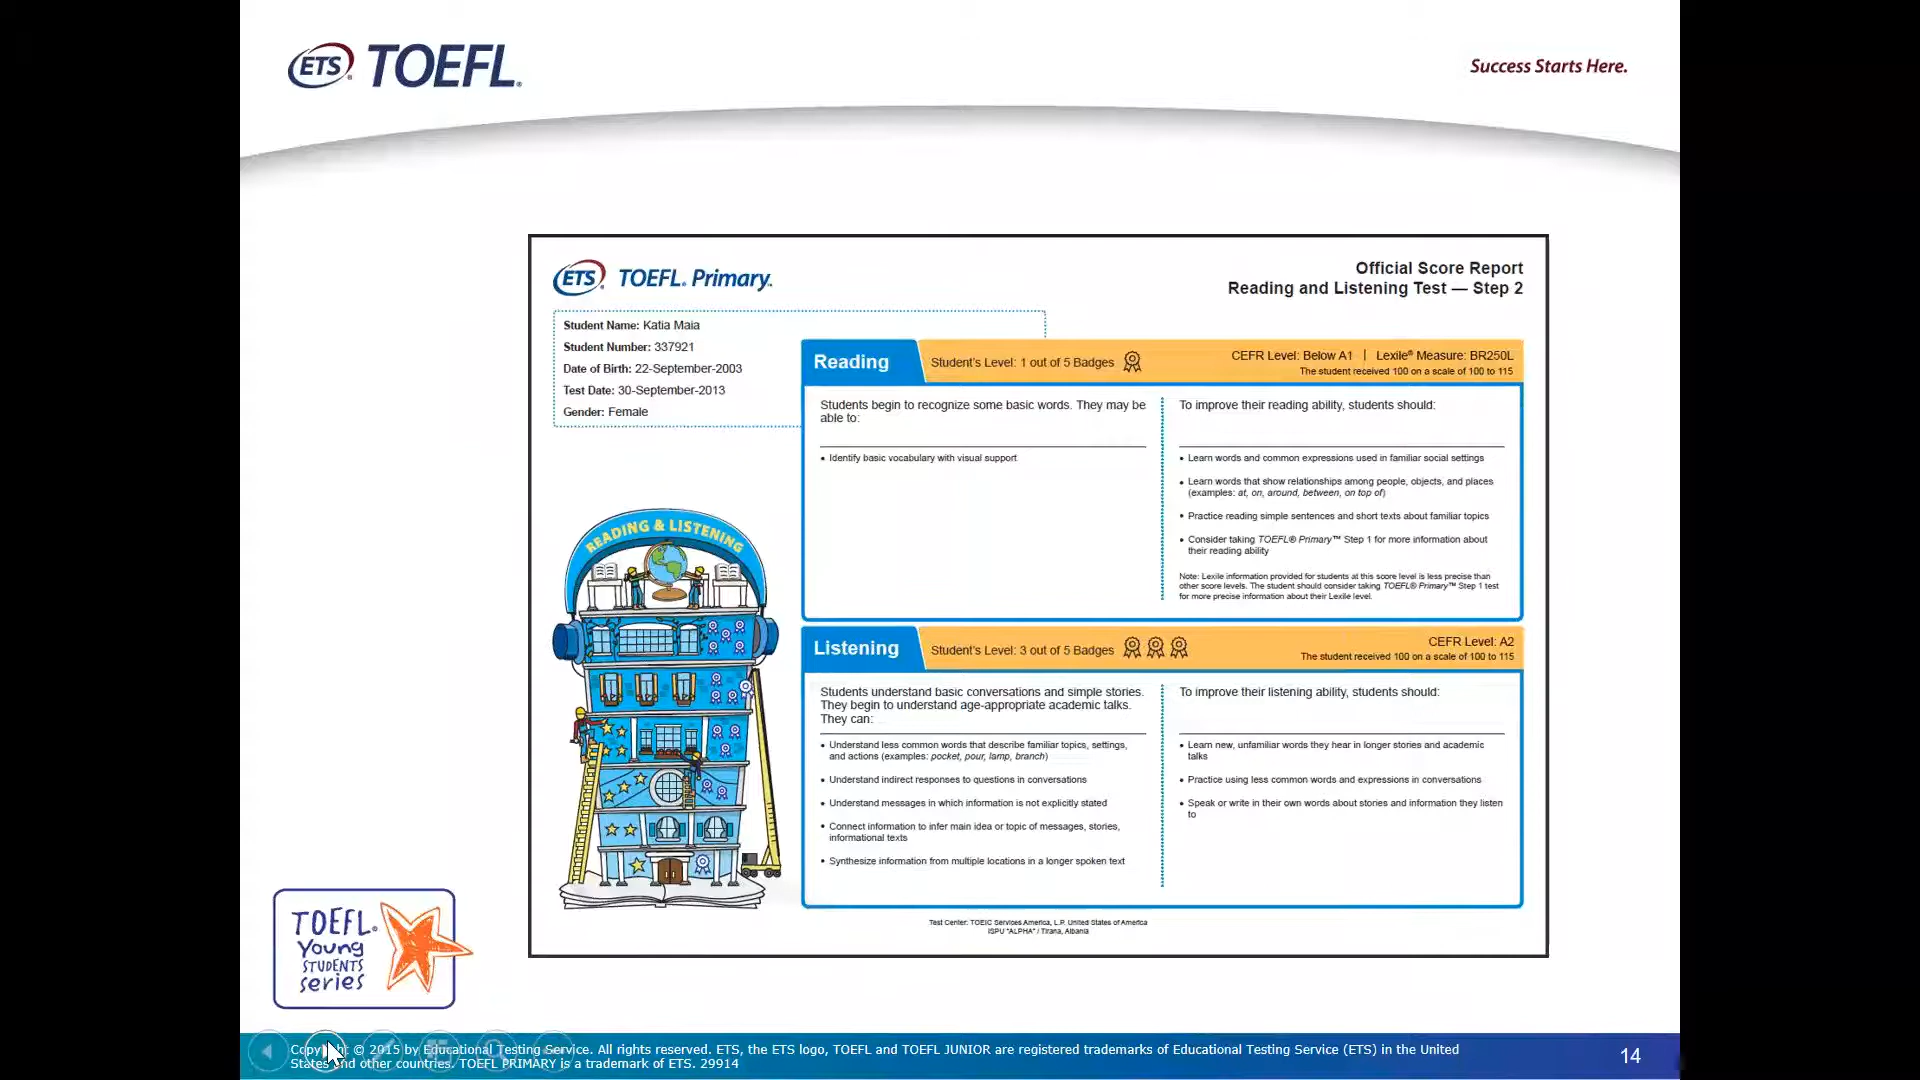 ETS® TOEFL®
Success Starts Here.
ETS® TOEFL® Primary™
Official Score Report
Reading and Listening Test — Step 2
Student Name: Katia Maia
Student Number: 337921
Date of Birth: 22-September-2003
Test Date: 30-September-2013
Gender: Female
Reading
Student's Level: 1 out of 5 Badges
CEFR Level: Below A1 | Lexile® Measure: BR250L
The student received 100 on a scale of 100 to 115
Students begin to recognize some basic words. They may be
able to:
• Identify basic vocabulary with visual support
To improve their reading ability, students should:
• Learn words and common expressions used in familiar social settings
• Learn words that show relationships among people, objects, and places
(examples: at, on, around, between, on top of)
• Practice reading simple sentences and short texts about familiar topics
• Consider taking TOEFL® Primary™ Step 1 for more information about
their reading ability
Note: Lexile information provided for students at this score level is less precise than
other score levels. The student should consider taking TOEFL® Primary™ Step 1 test
for more precise information about their Lexile level.
READING & LISTENING
Listening
Student's Level: 3 out of 5 Badges
CEFR Level: A2
The student received 100 on a scale of 100 to 115
Students understand basic conversations and simple stories.
They begin to understand age-appropriate academic talks.
They can:
• Understand less common words that describe familiar topics, settings,
and actions (examples: pocket, pour, lamp, branch)
• Understand indirect responses to questions in conversations
• Understand messages in which information is not explicitly stated
• Connect information to infer main idea or topic of messages, stories,
informational texts
• Synthesize information from multiple locations in a longer spoken text
To improve their listening ability, students should:
• Learn new, unfamiliar words they hear in longer stories and academic
talks
• Practice using less common words and expressions in conversations
• Speak or write in their own words about stories and information they listen
to
Test Center: TOEIC Services America, L.P. United States of America
ISPU "ALPHA" / Tirana, Albania
TOEFL®
Young
STUDENTS
series
Copyright © 2015 by Educational Testing Service. All rights reserved. ETS, the ETS logo, TOEFL and TOEFL JUNIOR are registered trademarks of Educational Testing Service (ETS) in the United
States and other countries. TOEFL PRIMARY is a trademark of ETS. 29914
14